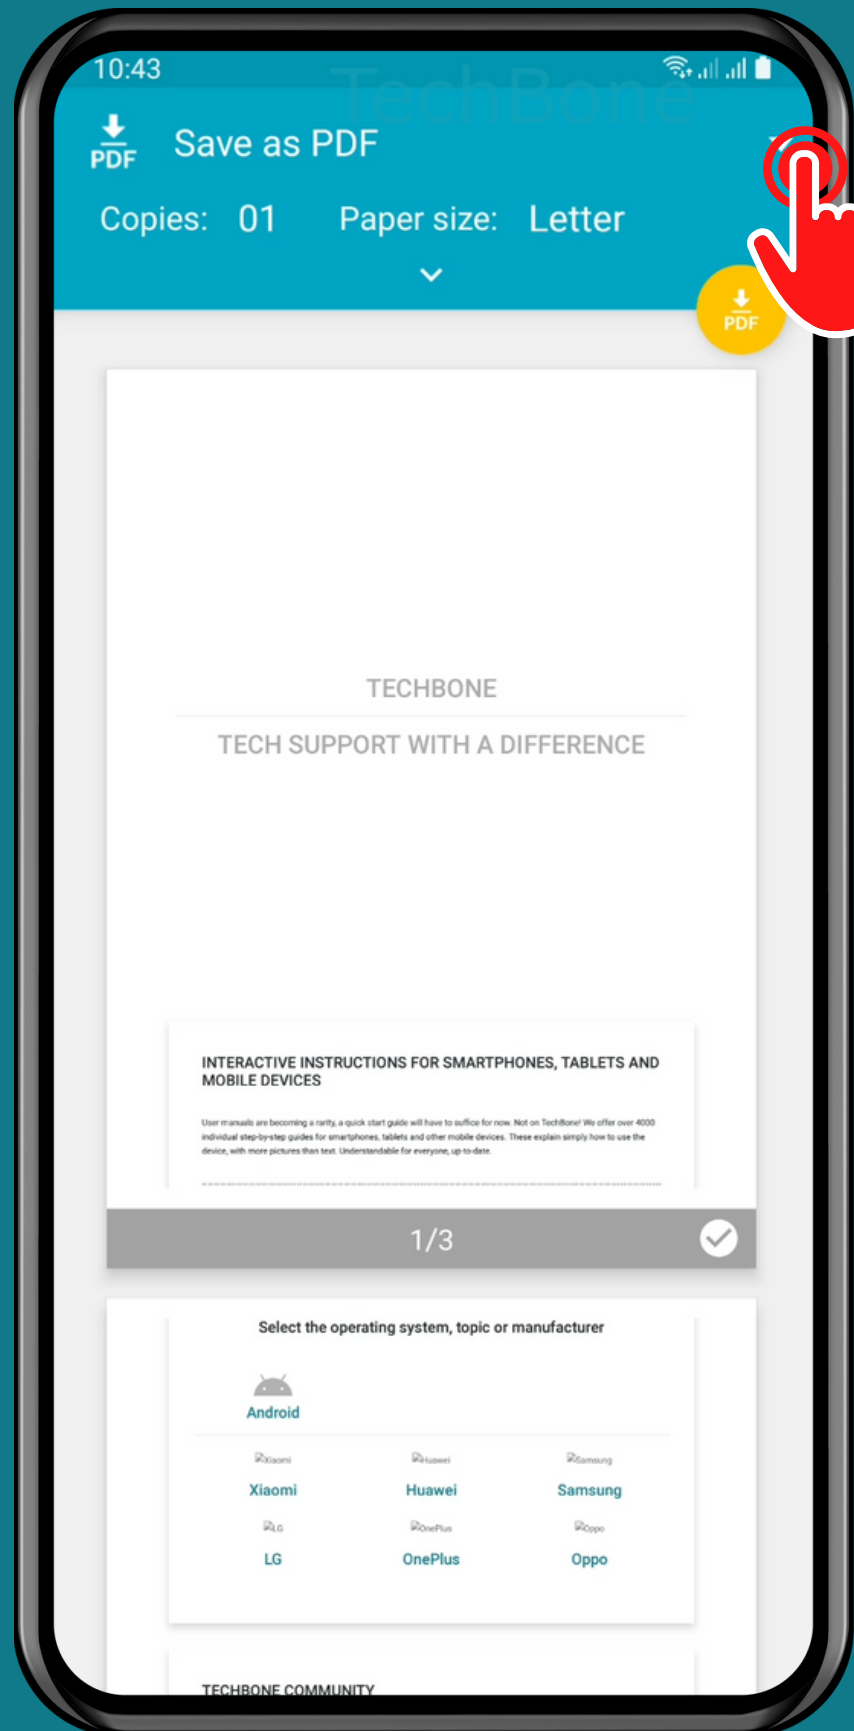 TechBone
10:43
PDF
Save as PDF
Copies: 01 Paper size: Letter
PDF
TECHBONE
TECH SUPPORT WITH A DIFFERENCE
INTERACTIVE INSTRUCTIONS FOR SMARTPHONES, TABLETS AND
MOBILE DEVICES
User manuals are becoming a rarity, a quick start guide will have to suffice for now. Not on TechBone! We offer over 4000
individual step-by-step guides for smartphones, tablets and other mobile devices. These explain simply how to use the
device, with more pictures than text. Understandable for everyone, up-to-date.
1/3
Select the operating system, topic or manufacturer
Android
Xiaomi Huawei Samsung
Xiaomi Huawei Samsung
LG OnePlus Oppo
LG OnePlus Oppo
TECHBONE COMMUNITY